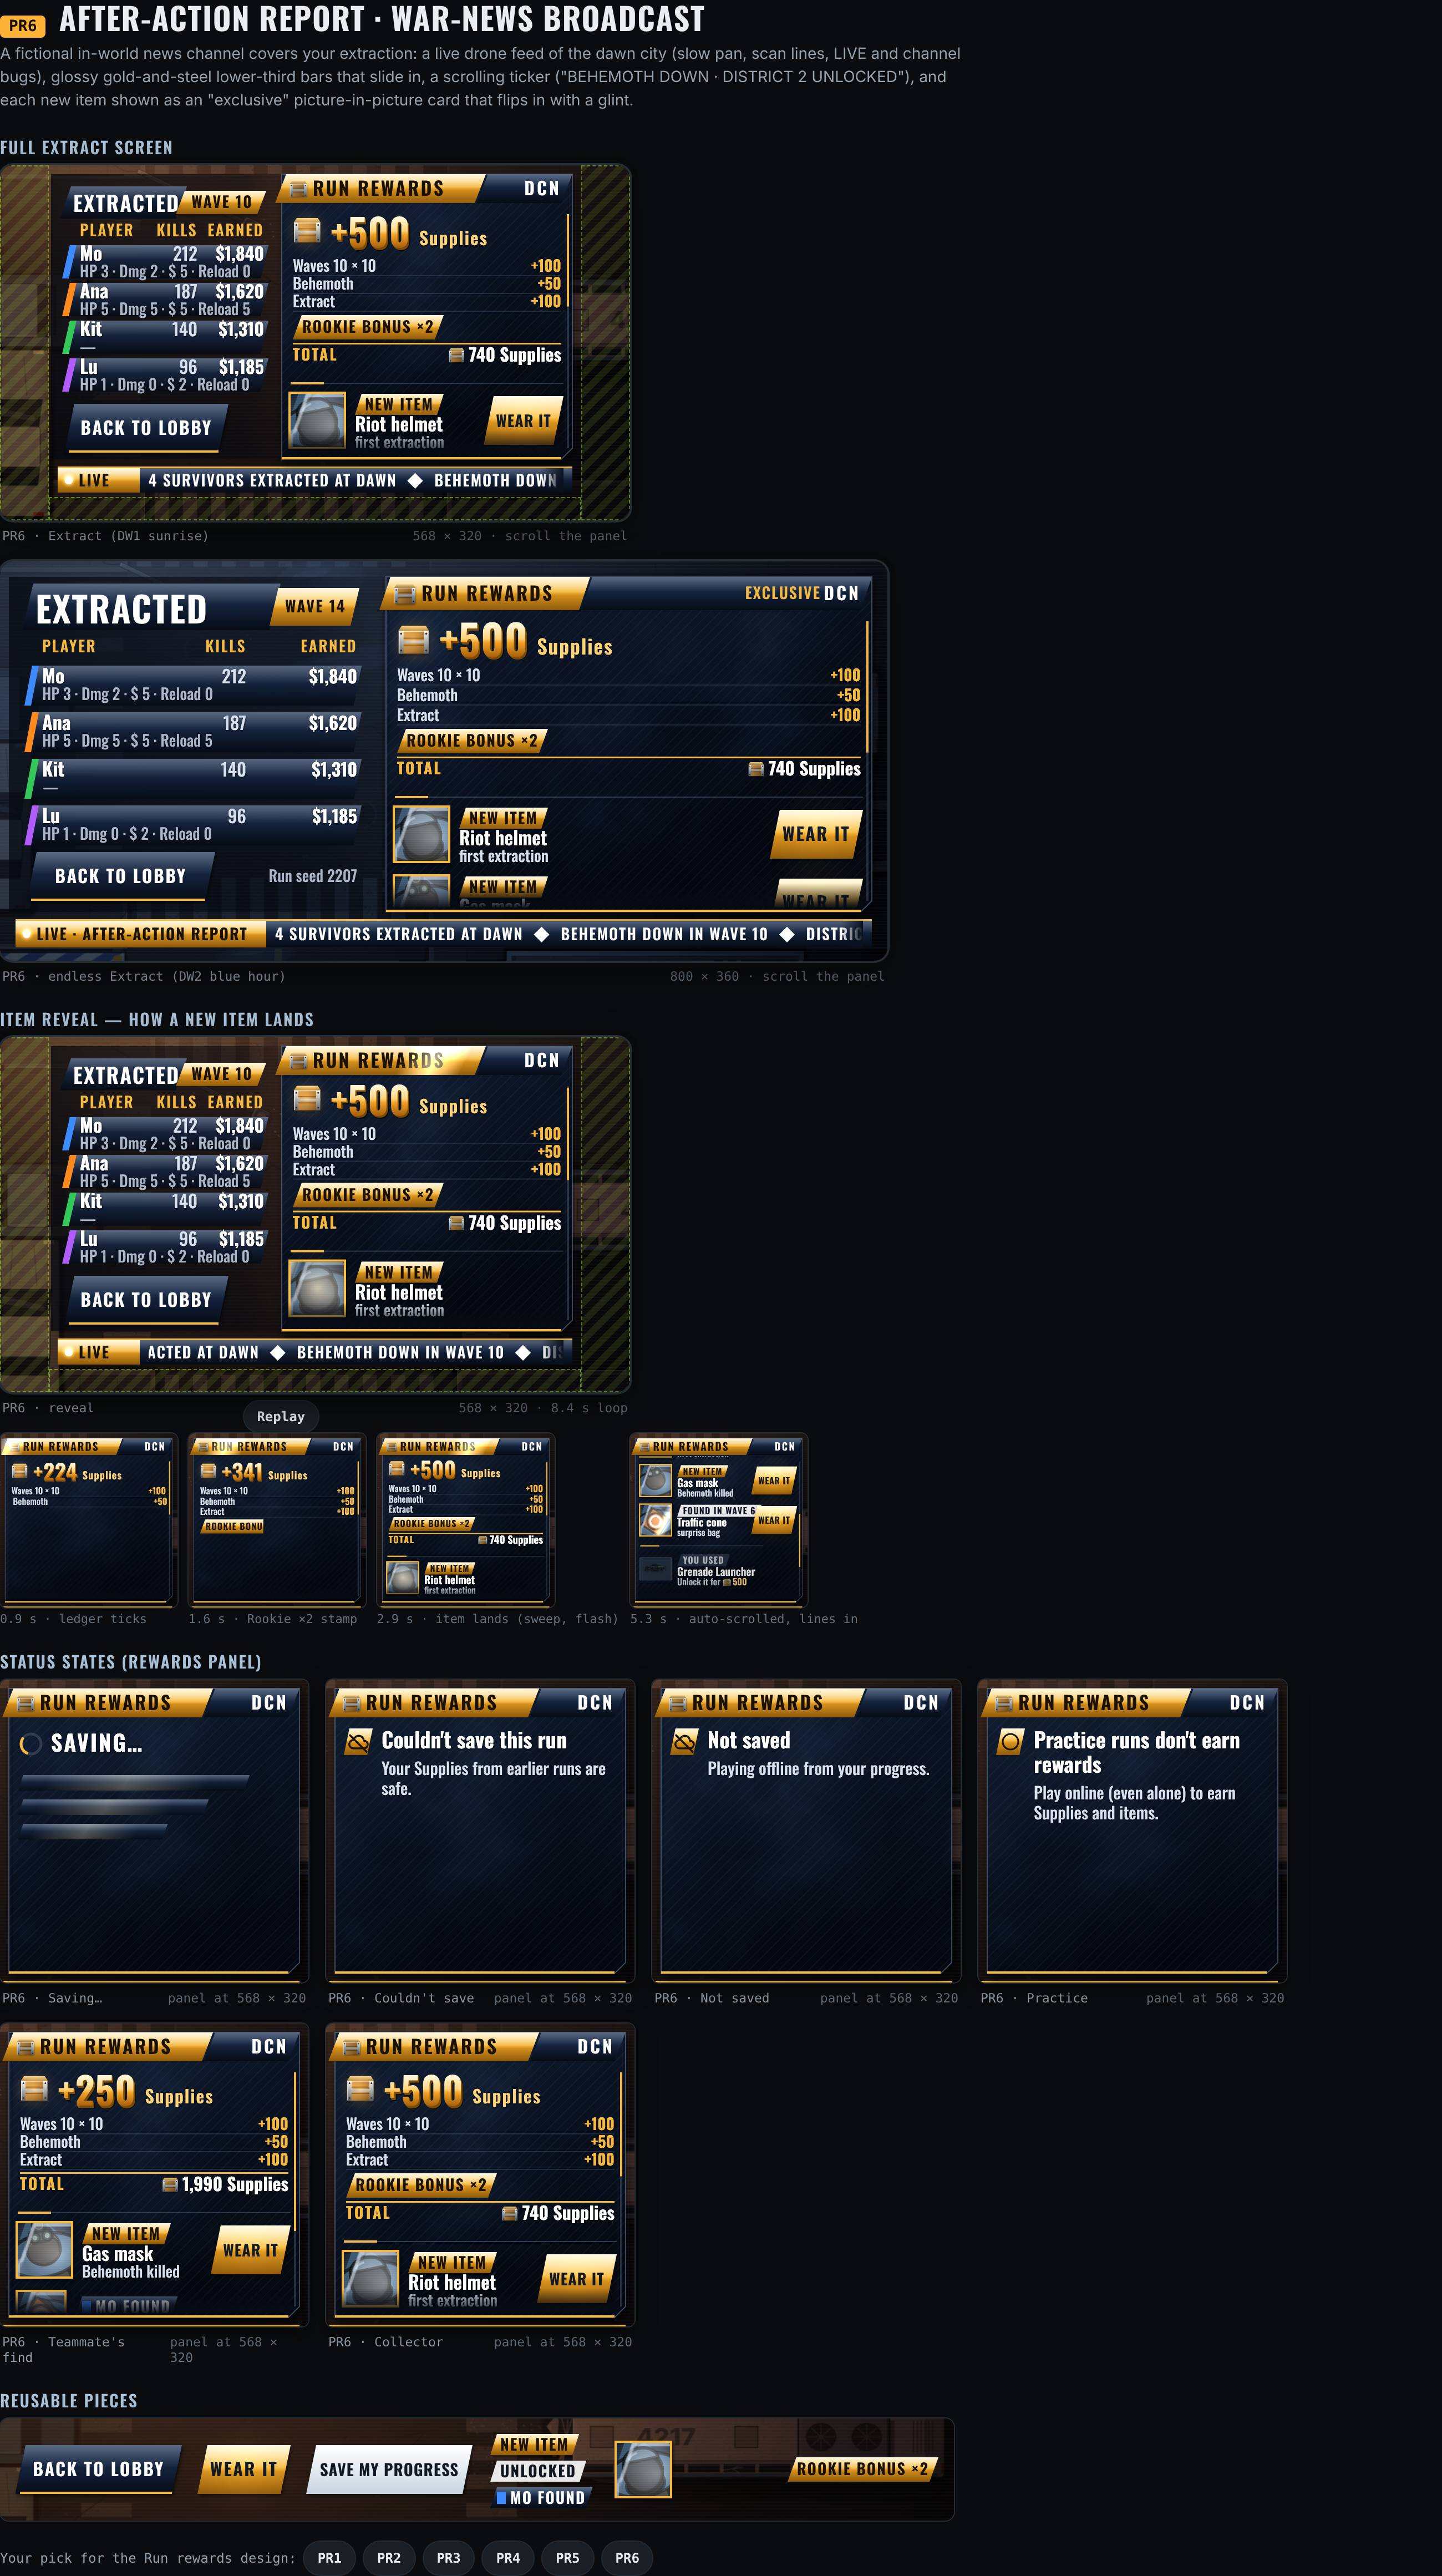 PR6 AFTER-ACTION REPORT · WAR-NEWS BROADCAST
A fictional in-world news channel covers your extraction: a live drone feed of the dawn city (slow pan, scan lines, LIVE and channel
bugs), glossy gold-and-steel lower-third bars that slide in, a scrolling ticker ("BEHEMOTH DOWN · DISTRICT 2 UNLOCKED"), and
each new item shown as an "exclusive" picture-in-picture card that flips in with a glint.
FULL EXTRACT SCREEN
EXTRACTED WAVE 10
PLAYER KILLS EARNED
Mo 212 $1,840
HP 3 · Dmg 2 · $ 5 · Reload 0
Ana 187 $1,620
HP 5 · Dmg 5 · $ 5 · Reload 5
Kit 140 $1,310
—
Lu 96 $1,185
HP 1 · Dmg 0 · $ 2 · Reload 0
BACK TO LOBBY
RUN REWARDS DCN
+500 Supplies
Waves 10 × 10 +100
Behemoth +50
Extract +100
ROOKIE BONUS ×2
TOTAL 740 Supplies
NEW ITEM
Riot helmet
first extraction
WEAR IT
LIVE 4 SURVIVORS EXTRACTED AT DAWN ◆ BEHEMOTH DOWN
PR6 · Extract (DW1 sunrise) 568 × 320 · scroll the panel
EXTRACTED WAVE 14
PLAYER KILLS EARNED
Mo 212 $1,840
HP 3 · Dmg 2 · $ 5 · Reload 0
Ana 187 $1,620
HP 5 · Dmg 5 · $ 5 · Reload 5
Kit 140 $1,310
—
Lu 96 $1,185
HP 1 · Dmg 0 · $ 2 · Reload 0
BACK TO LOBBY Run seed 2207
RUN REWARDS EXCLUSIVE DCN
+500 Supplies
Waves 10 × 10 +100
Behemoth +50
Extract +100
ROOKIE BONUS ×2
TOTAL 740 Supplies
NEW ITEM
Riot helmet
first extraction
WEAR IT
NEW ITEM
Gas mask
WEAR IT
LIVE · AFTER-ACTION REPORT 4 SURVIVORS EXTRACTED AT DAWN ◆ BEHEMOTH DOWN IN WAVE 10 ◆ DISTRIC
PR6 · endless Extract (DW2 blue hour) 800 × 360 · scroll the panel
ITEM REVEAL — HOW A NEW ITEM LANDS
EXTRACTED WAVE 10
PLAYER KILLS EARNED
Mo 212 $1,840
HP 3 · Dmg 2 · $ 5 · Reload 0
Ana 187 $1,620
HP 5 · Dmg 5 · $ 5 · Reload 5
Kit 140 $1,310
—
Lu 96 $1,185
HP 1 · Dmg 0 · $ 2 · Reload 0
BACK TO LOBBY
RUN REWARDS DCN
+500 Supplies
Waves 10 × 10 +100
Behemoth +50
Extract +100
ROOKIE BONUS ×2
TOTAL 740 Supplies
NEW ITEM
Riot helmet
first extraction
LIVE ACTED AT DAWN ◆ BEHEMOTH DOWN IN WAVE 10 ◆ DIS
PR6 · reveal 568 × 320 · 8.4 s loop
Replay
RUN REWARDS DCN
+224 Supplies
Waves 10 × 10 +100
Behemoth +50
0.9 s · ledger ticks
RUN REWARDS DCN
+341 Supplies
Waves 10 × 10 +100
Behemoth +50
Extract +100
ROOKIE BONU
1.6 s · Rookie ×2 stamp
RUN REWARDS DCN
+500 Supplies
Waves 10 × 10 +100
Behemoth +50
Extract +100
ROOKIE BONUS ×2
TOTAL 740 Supplies
NEW ITEM
Riot helmet
first extraction
2.9 s · item lands (sweep, flash)
RUN REWARDS DCN
NEW ITEM
Gas mask
Behemoth killed
WEAR IT
FOUND IN WAVE 6
Traffic cone
surprise bag
WEAR IT
YOU USED
Grenade Launcher
Unlock it for 500
5.3 s · auto-scrolled, lines in
STATUS STATES (REWARDS PANEL)
RUN REWARDS DCN
SAVING…
PR6 · Saving… panel at 568 × 320
RUN REWARDS DCN
Couldn't save this run
Your Supplies from earlier runs are
safe.
PR6 · Couldn't save panel at 568 × 320
RUN REWARDS DCN
Not saved
Playing offline from your progress.
PR6 · Not saved panel at 568 × 320
RUN REWARDS DCN
Practice runs don't earn
rewards
Play online (even alone) to earn
Supplies and items.
PR6 · Practice panel at 568 × 320
RUN REWARDS DCN
+250 Supplies
Waves 10 × 10 +100
Behemoth +50
Extract +100
TOTAL 1,990 Supplies
NEW ITEM
Gas mask
Behemoth killed
WEAR IT
MO FOUND
PR6 · Teammate's
find
panel at 568 ×
320
RUN REWARDS DCN
+500 Supplies
Waves 10 × 10 +100
Behemoth +50
Extract +100
ROOKIE BONUS ×2
TOTAL 740 Supplies
NEW ITEM
Riot helmet
first extraction
WEAR IT
PR6 · Collector panel at 568 × 320
REUSABLE PIECES
BACK TO LOBBY
WEAR IT
SAVE MY PROGRESS
NEW ITEM
UNLOCKED
MO FOUND
4217
ROOKIE BONUS ×2
Your pick for the Run rewards design: PR1 PR2 PR3 PR4 PR5 PR6